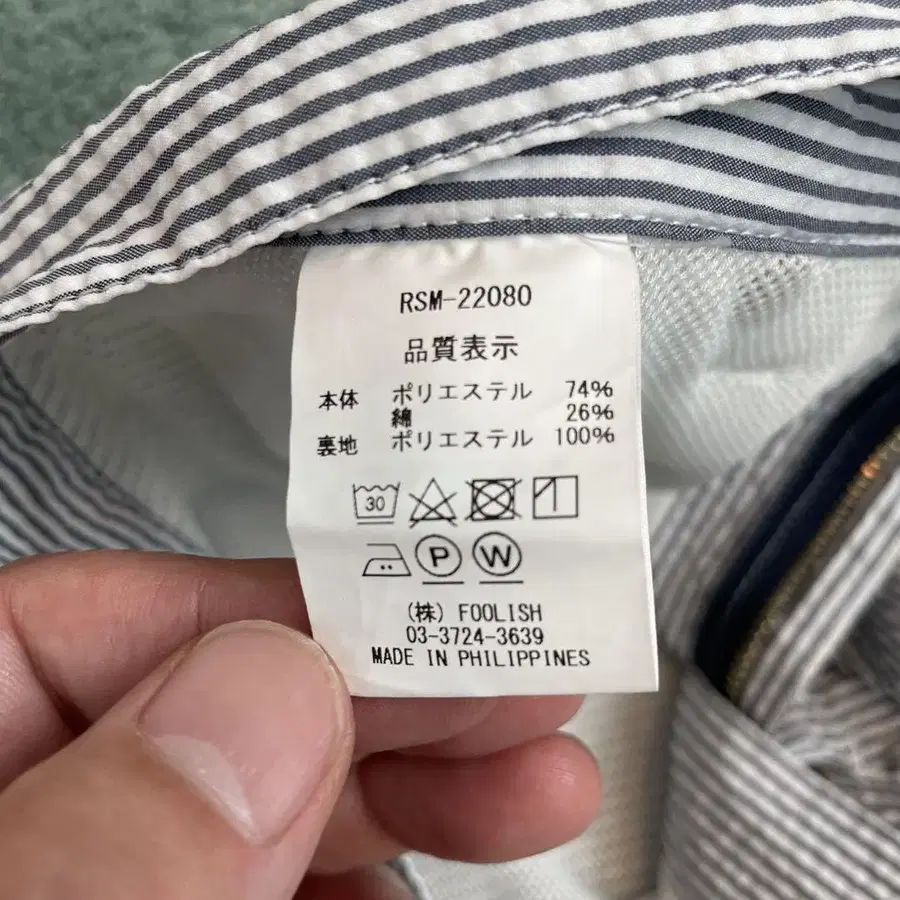 RSM-22080
品質表示
本体 ポリエステル 74%
綿 26%
裏地 ポリエステル 100%
30
P W
(株) FOOLISH
03-3724-3639
MADE IN PHILIPPINES